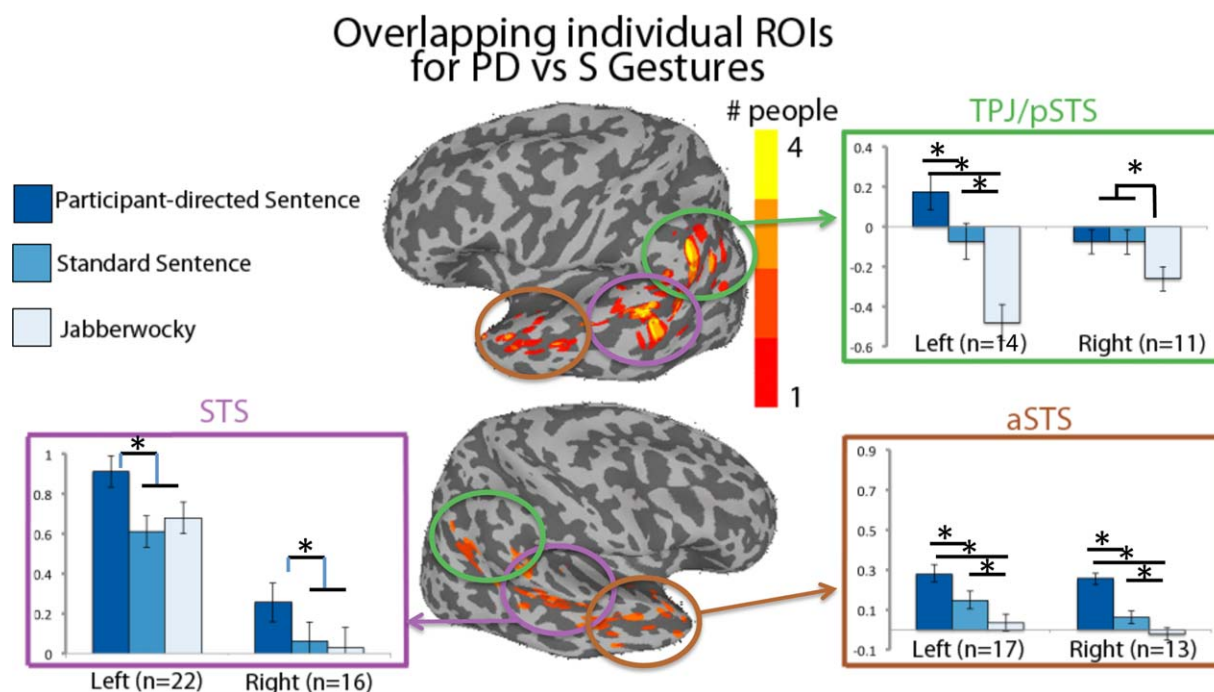 Overlapping individual ROIs
for PD vs S Gestures
Participant-directed Sentence
Standard Sentence
Jabberwocky
# people
4
1
TPJ/pSTS
0.4
0.2
0
-0.2
-0.4
-0.6
* * *
*
Left (n=14) Right (n=11)
STS
1
0.8
0.6
0.4
0.2
0
*
*
Left (n=22) Right (n=16)
aSTS
0.9
0.7
0.5
0.3
0.1
-0.1
* * *
* * *
Left (n=17) Right (n=13)